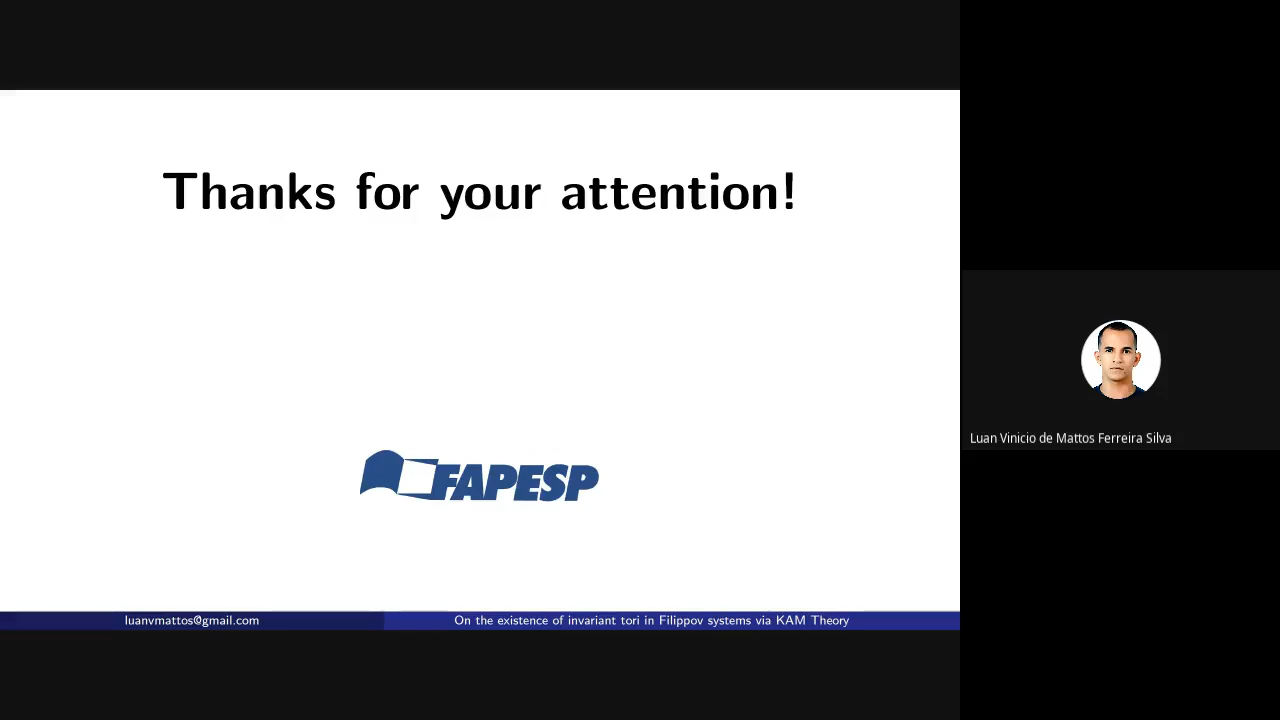 Thanks for your attention!
FAPESP
Luan Vinicio de Mattos Ferreira Silva
luanvmattos@gmail.com
On the existence of invariant tori in Filippov systems via KAM Theory